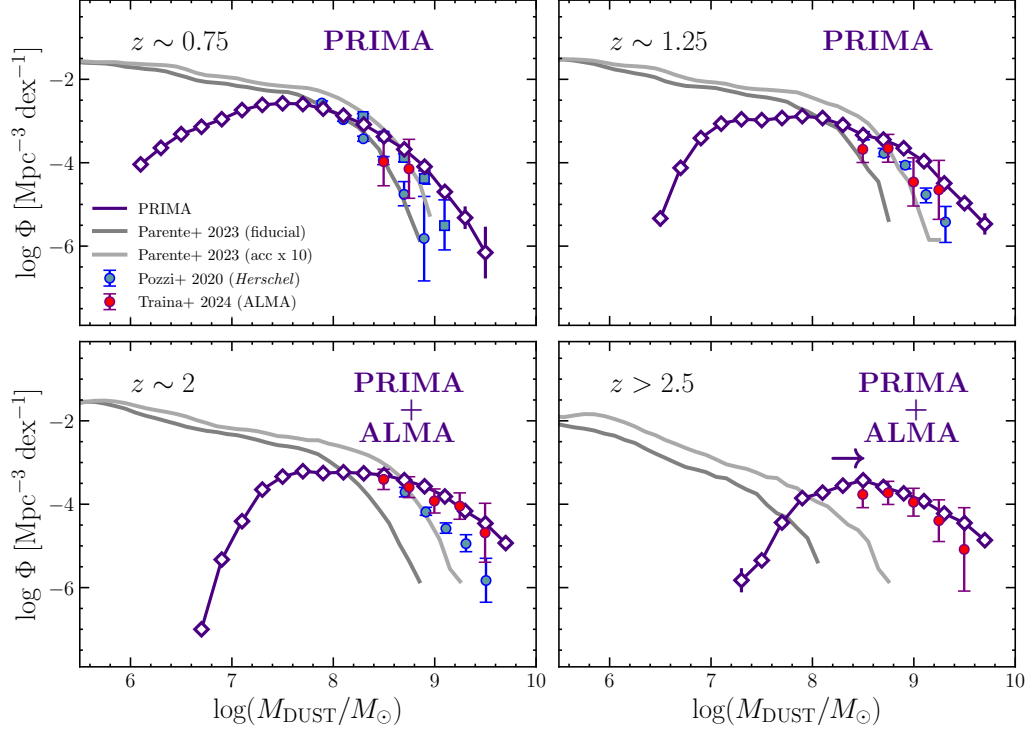 z ∼ 0.75
PRIMA
log Φ [Mpc⁻³ dex⁻¹]
−2
−4
−6
PRIMA
Parente+ 2023 (fiducial)
Parente+ 2023 (acc x 10)
Pozzi+ 2020 (Herschel)
Traina+ 2024 (ALMA)
z ∼ 1.25
PRIMA
z ∼ 2
PRIMA
+
ALMA
log Φ [Mpc⁻³ dex⁻¹]
−2
−4
−6
6 7 8 9 10
log(M_DUST/M_⊙)
z > 2.5
PRIMA
+
ALMA
6 7 8 9 10
log(M_DUST/M_⊙)